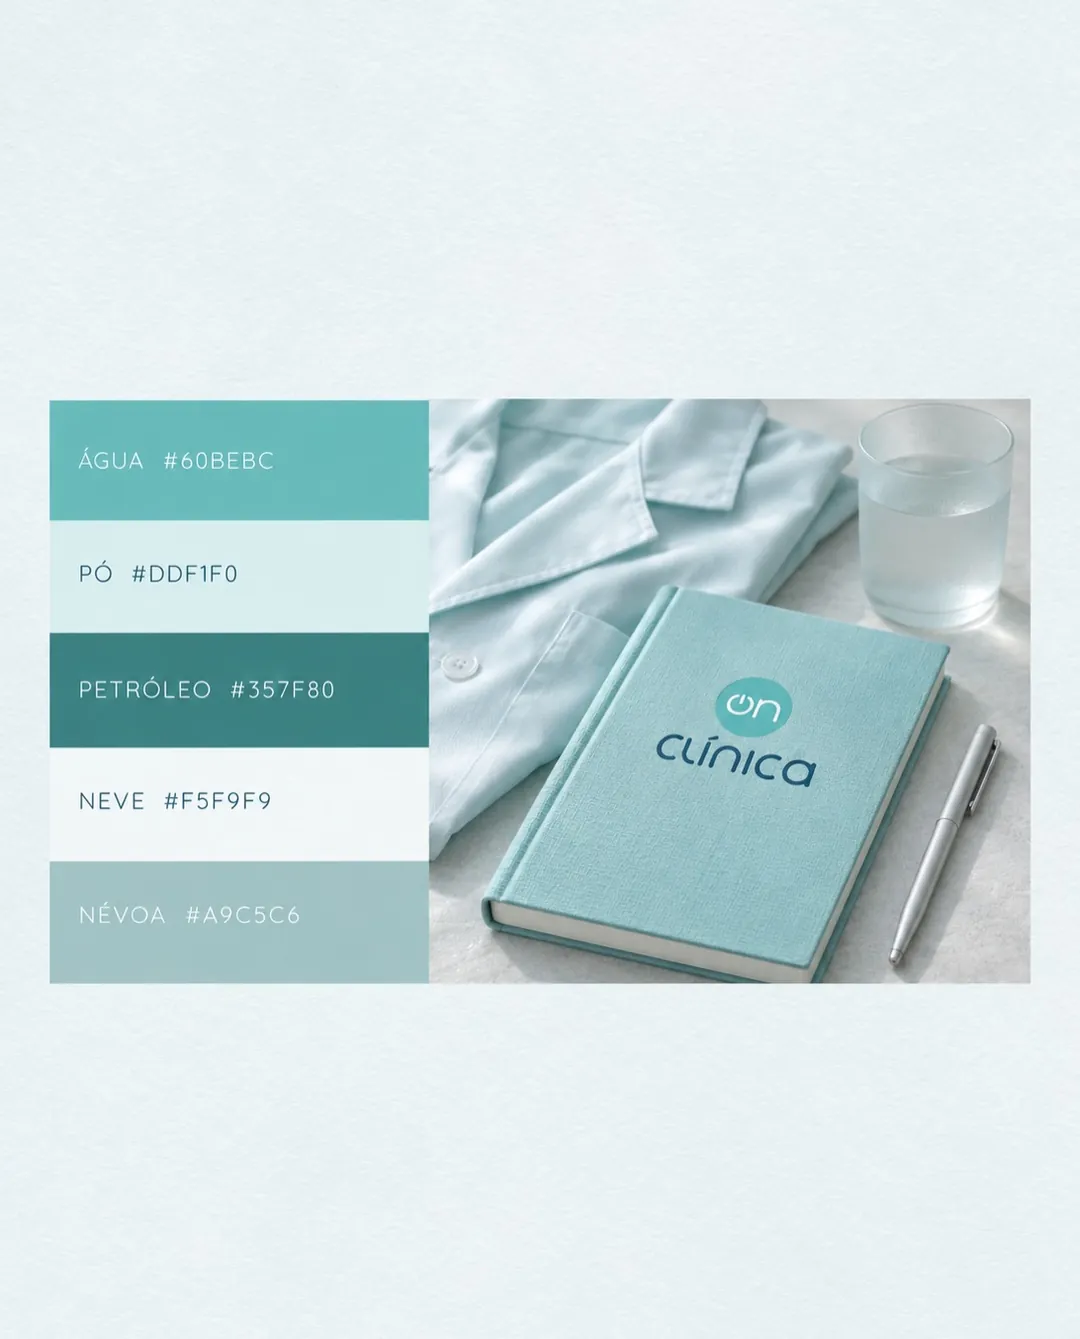 ÁGUA #60BEBC
PÓ #DDF1F0
PETRÓLEO #357F80
NEVE #F5F9F9
NÉVOA #A9C5C6
on
clínica